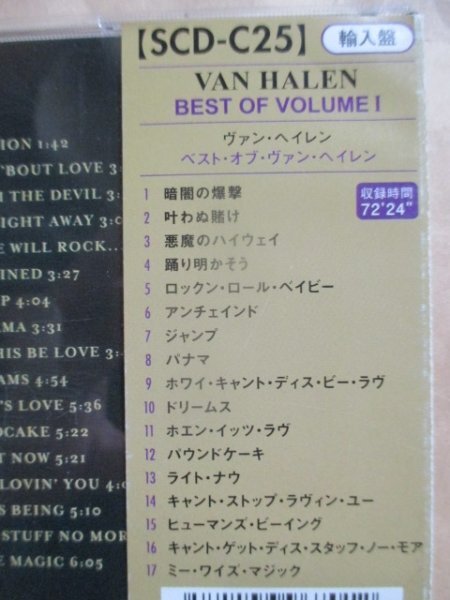 【SCD-C25】 輸入盤
VAN HALEN
BEST OF VOLUME I
ヴァン・ヘイレン
ベスト・オブ・ヴァン・ヘイレン
収録時間
72'24"
1 暗闇の爆撃
2 叶わぬ賭け
3 悪魔のハイウェイ
4 踊り明かそう
5 ロックン・ロール・ベイビー
6 アンチェインド
7 ジャンプ
8 パナマ
9 ホワイ・キャント・ディス・ビー・ラヴ
10 ドリームス
11 ホエン・イッツ・ラヴ
12 パウンドケーキ
13 ライト・ナウ
14 キャント・ストップ・ラヴィン・ユー
15 ヒューマンズ・ビーイング
16 キャント・ゲット・ディス・スタッフ・ノー・モア
17 ミー・ワイズ・マジック
TION 1:42
'BOUT LOVE 3:
THE DEVIL 3
IGHT AWAY 3:0
E WILL ROCK...
INED 3:27
P 4:04
AMA 3:31
HIS BE LOVE 3:4
AMS 4:54
'S LOVE 5:36
DCAKE 5:22
T NOW 5:21
LOVIN' YOU 4:0
S BEING 5:10
STUFF NO MOR
E MAGIC 6:05